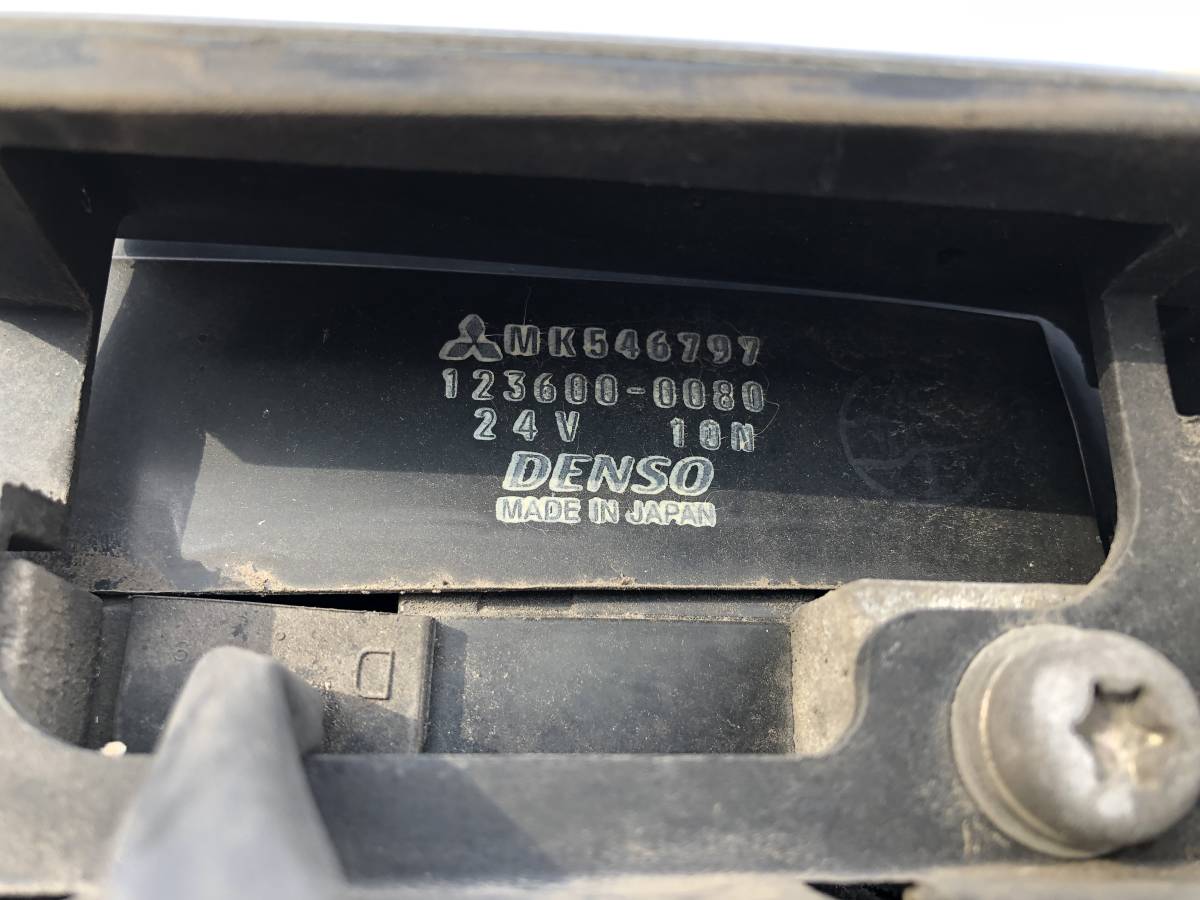 MK546797
123600-0080
24V 10N
DENSO
MADE IN JAPAN
D